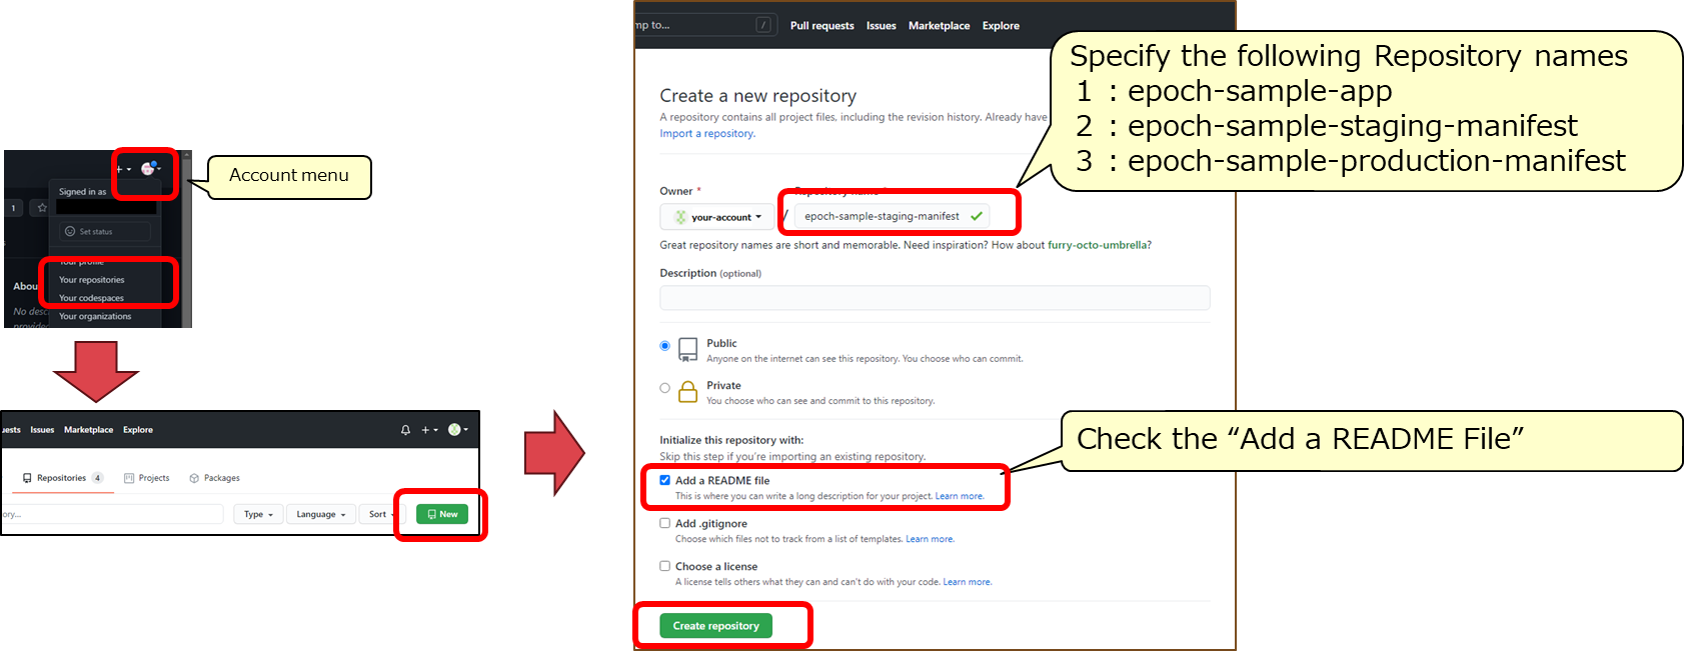 Signed in as
1
Set status
Your profile
Your repositories
Your codespaces
Your organizations
Abou
No desc
provided
Account menu
uests Issues Marketplace Explore
Repositories 4 Projects Packages
ory...
Type Language Sort New
mp to... / Pull requests Issues Marketplace Explore
Create a new repository
A repository contains all project files, including the revision history. Already have
Import a repository.
Owner * Repository name *
your-account / epoch-sample-staging-manifest
Great repository names are short and memorable. Need inspiration? How about furry-octo-umbrella?
Description (optional)
Public
Anyone on the internet can see this repository. You choose who can commit.
Private
You choose who can see and commit to this repository.
Initialize this repository with:
Skip this step if you're importing an existing repository.
Add a README file
This is where you can write a long description for your project. Learn more.
Add .gitignore
Choose which files not to track from a list of templates. Learn more.
Choose a license
A license tells others what they can and can't do with your code. Learn more.
Create repository
Specify the following Repository names
1 : epoch-sample-app
2 : epoch-sample-staging-manifest
3 : epoch-sample-production-manifest
Check the “Add a README File”